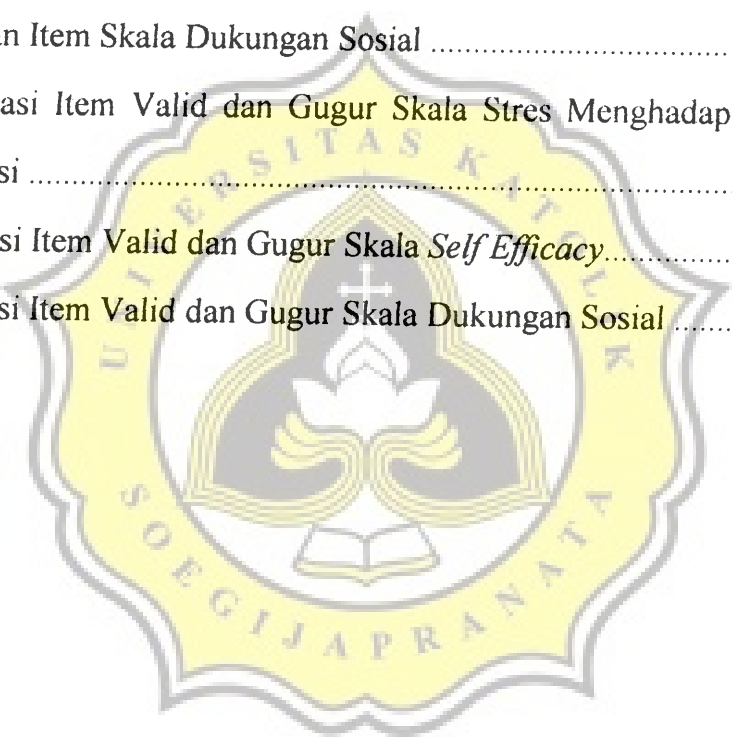 n Item Skala Dukungan Sosial ..............................
asi Item Valid dan Gugur Skala Stres Menghadap
si ......................................................................
si Item Valid dan Gugur Skala Self Efficacy.............
si Item Valid dan Gugur Skala Dukungan Sosial .......
UNIVERSITAS KATOLIK
SOEGIJAPRANATA